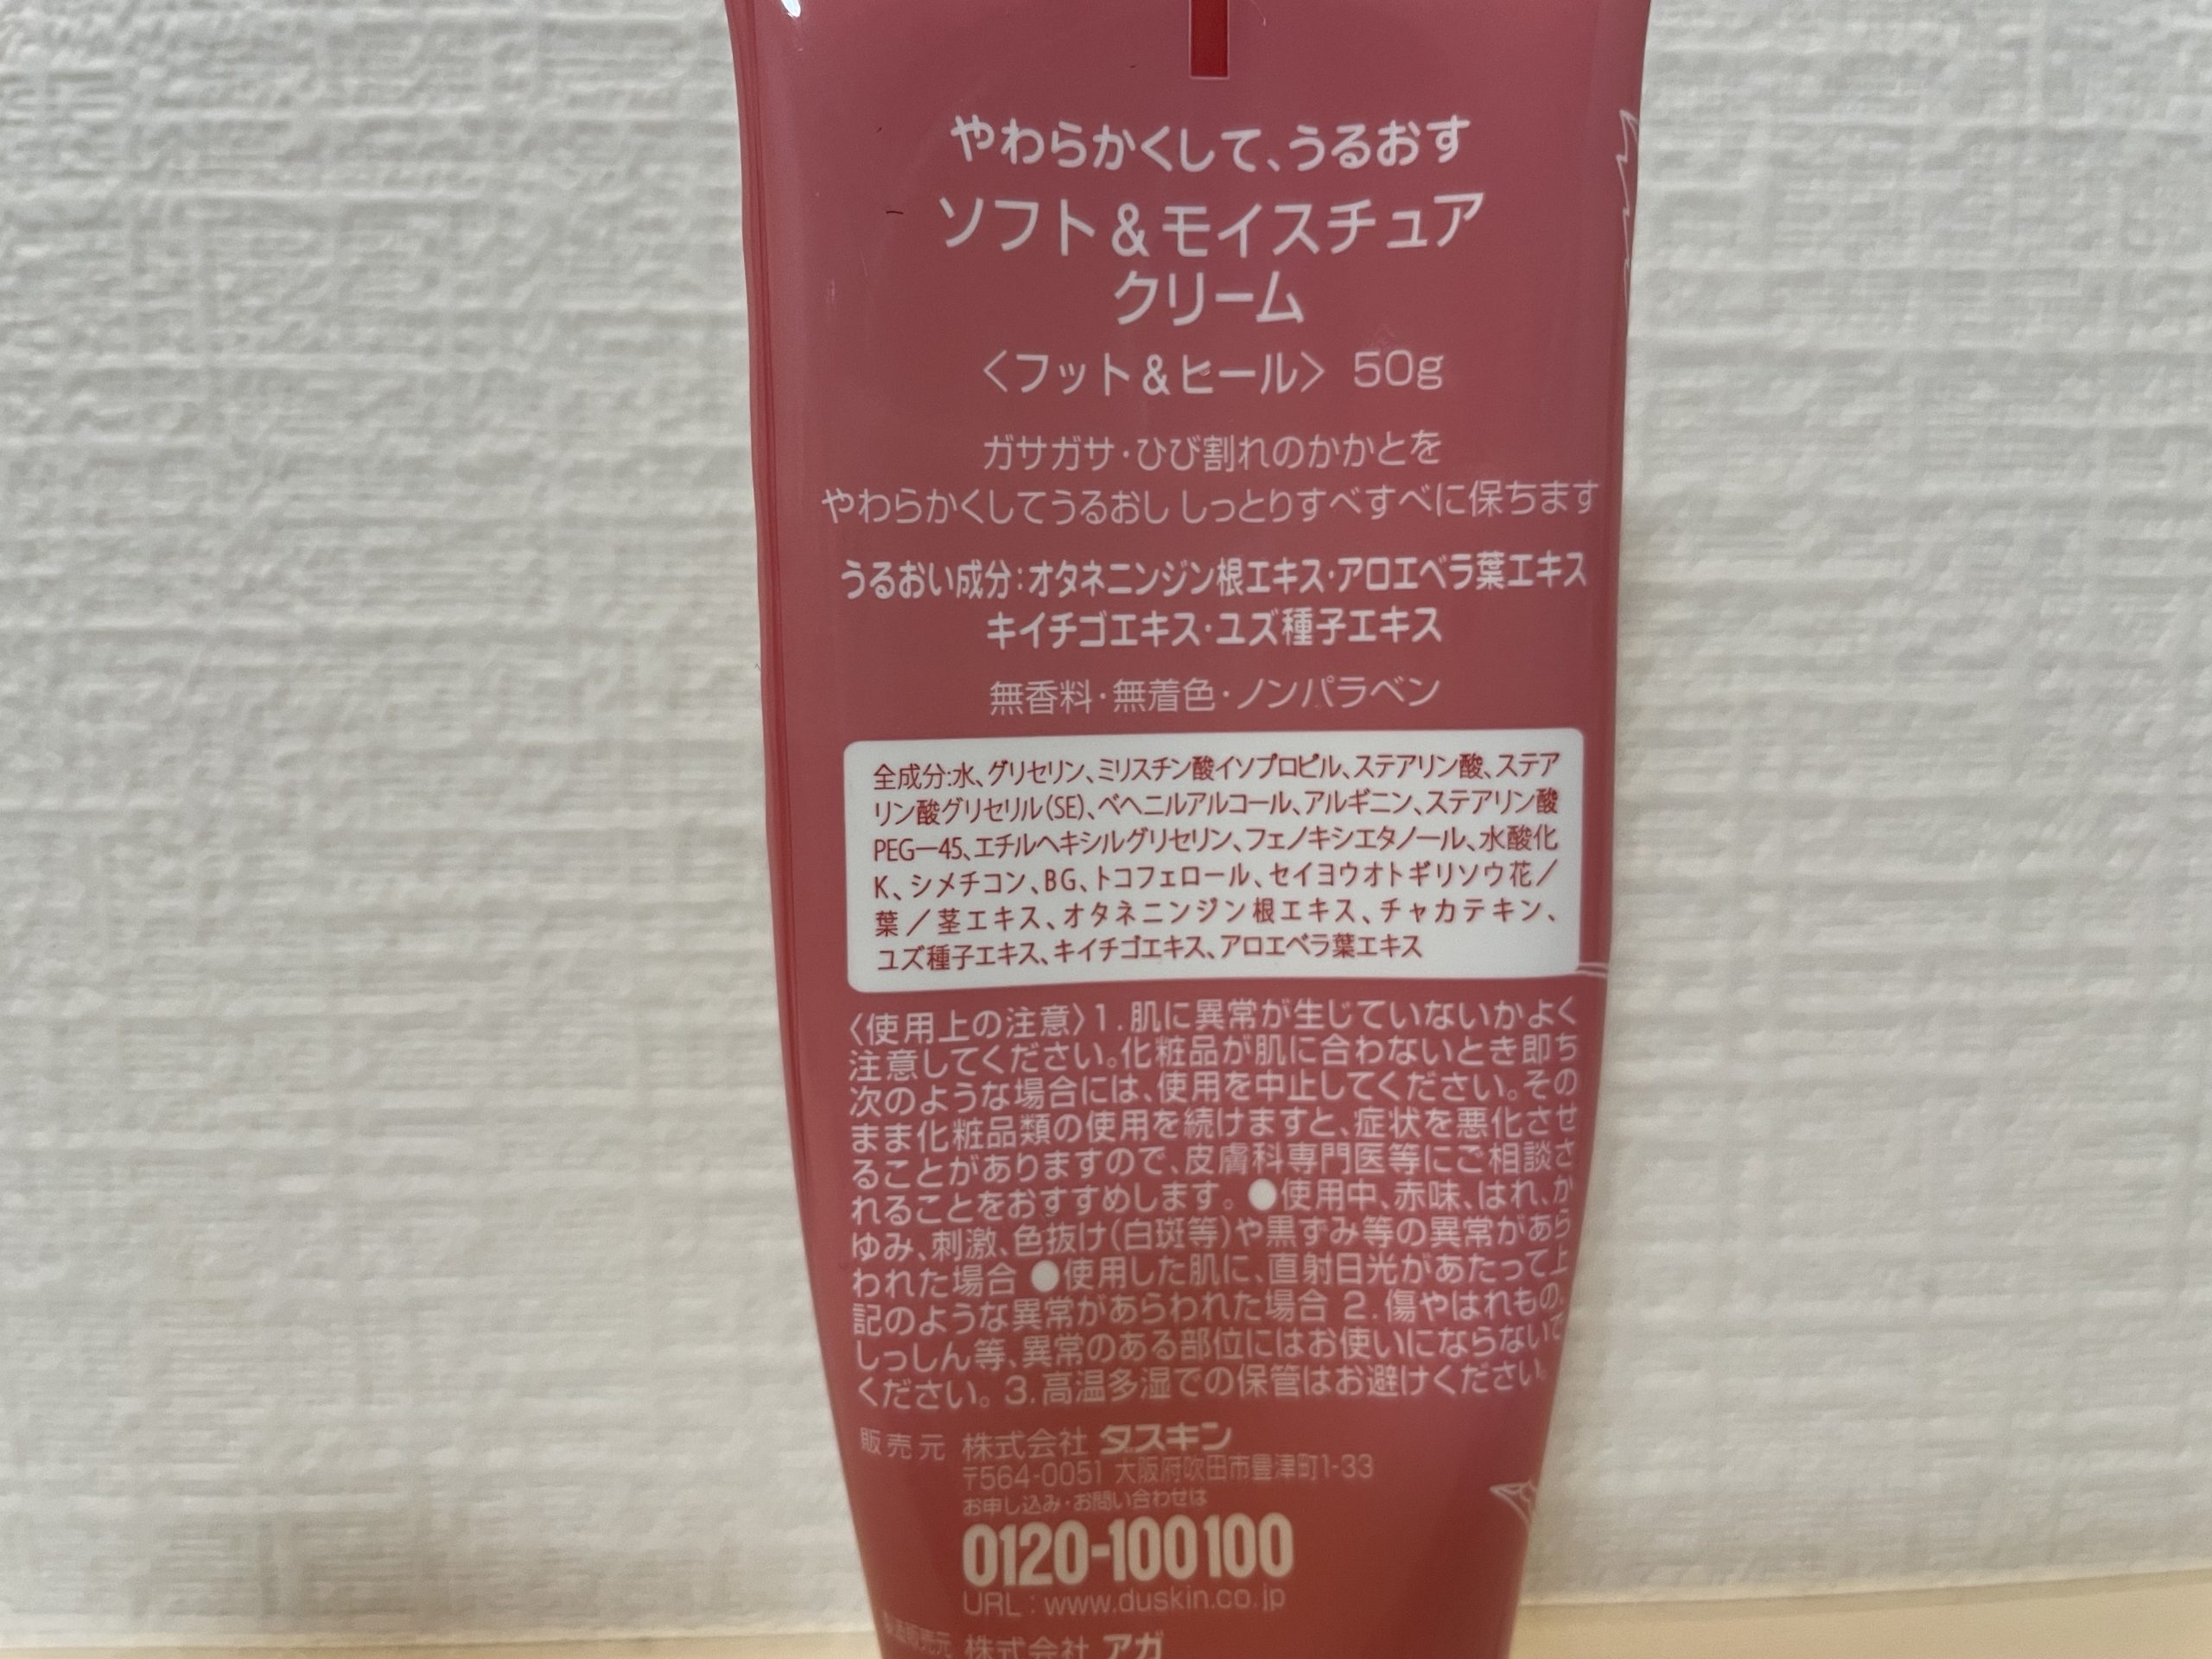 やわらかくして、うるおす
ソフト&モイスチュア
クリーム
〈フット&ヒール〉 50g
ガサガサ・ひび割れのかかとを
やわらかくしてうるおし しっとりすべすべに保ちます
うるおい成分:オタネニンジン根エキス・アロエベラ葉エキス
キイチゴエキス・ユズ種子エキス
無香料・無着色・ノンパラベン
全成分:水、グリセリン、ミリスチン酸イソプロピル、ステアリン酸、ステア
リン酸グリセリル(SE)、ベヘニルアルコール、アルギニン、ステアリン酸
PEG―45、エチルヘキシルグリセリン、フェノキシエタノール、水酸化
K、シメチコン、BG、トコフェロール、セイヨウオトギリソウ花/
葉/茎エキス、オタネニンジン根エキス、チャカテキン、
ユズ種子エキス、キイチゴエキス、アロエベラ葉エキス
〈使用上の注意〉1.肌に異常が生じていないかよく
注意してください。化粧品が肌に合わないとき即ち
次のような場合には、使用を中止してください。その
まま化粧品類の使用を続けますと、症状を悪化させ
ることがありますので、皮膚科専門医等にご相談さ
れることをおすすめします。●使用中、赤味、はれ、か
ゆみ、刺激、色抜け(白斑等)や黒ずみ等の異常があら
われた場合 ●使用した肌に、直射日光があたって上
記のような異常があらわれた場合 2.傷やはれもの、
しっしん等、異常のある部位にはお使いにならないで
ください。3.高温多湿での保管はお避けください。
販売元 株式会社 ダスキン
〒564-0051 大阪府吹田市豊津町1-33
お申し込み・お問い合わせは
0120-100100
URL:www.duskin.co.jp
販売元 株式会社 アガ